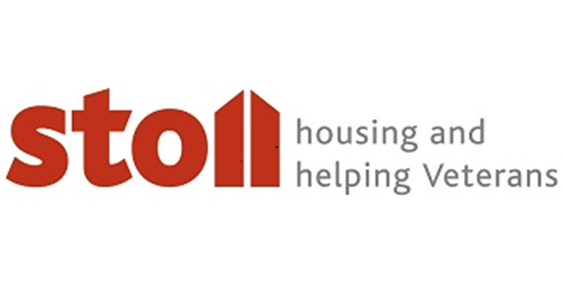 stoll
housing and
helping Veterans